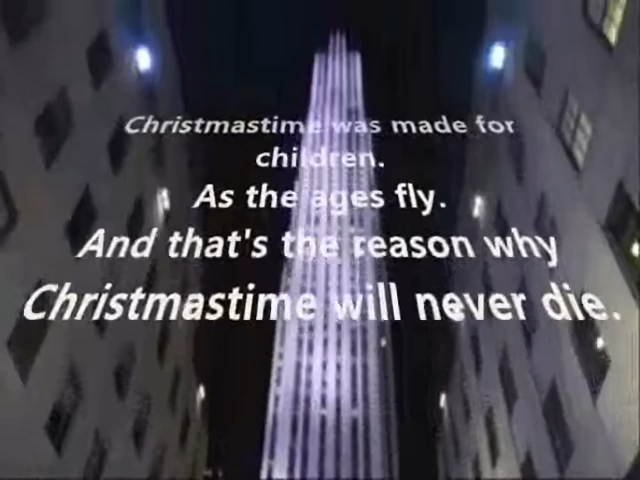 Christmastime was made for
children.
As the ages fly.
And that's the reason why
Christmastime will never die.